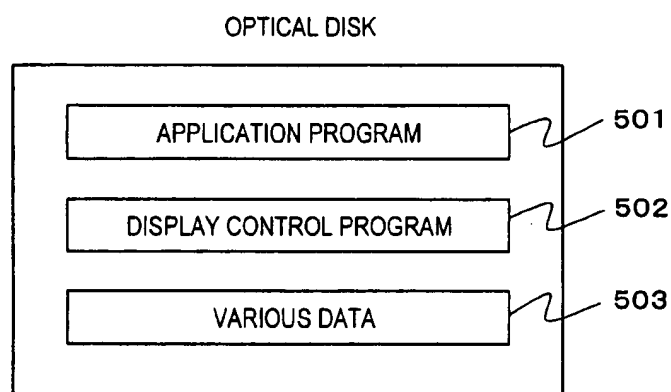 OPTICAL DISK
APPLICATION PROGRAM 501
DISPLAY CONTROL PROGRAM 502
VARIOUS DATA 503